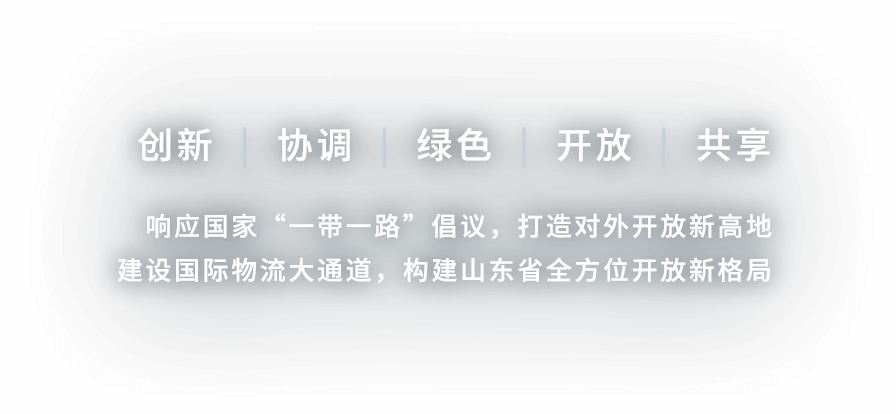 创新 | 协调 | 绿色 | 开放 | 共享
响应国家“一带一路”倡议，打造对外开放新高地
建设国际物流大通道，构建山东省全方位开放新格局